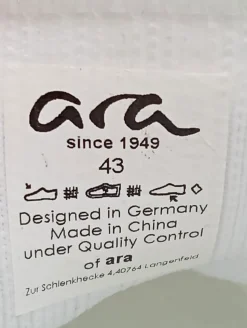 ara
since 1949
43
Designed in Germany
Made in China
under Quality Control
of ara
Zur Schlenkhecke 4,40764 Langenfeld